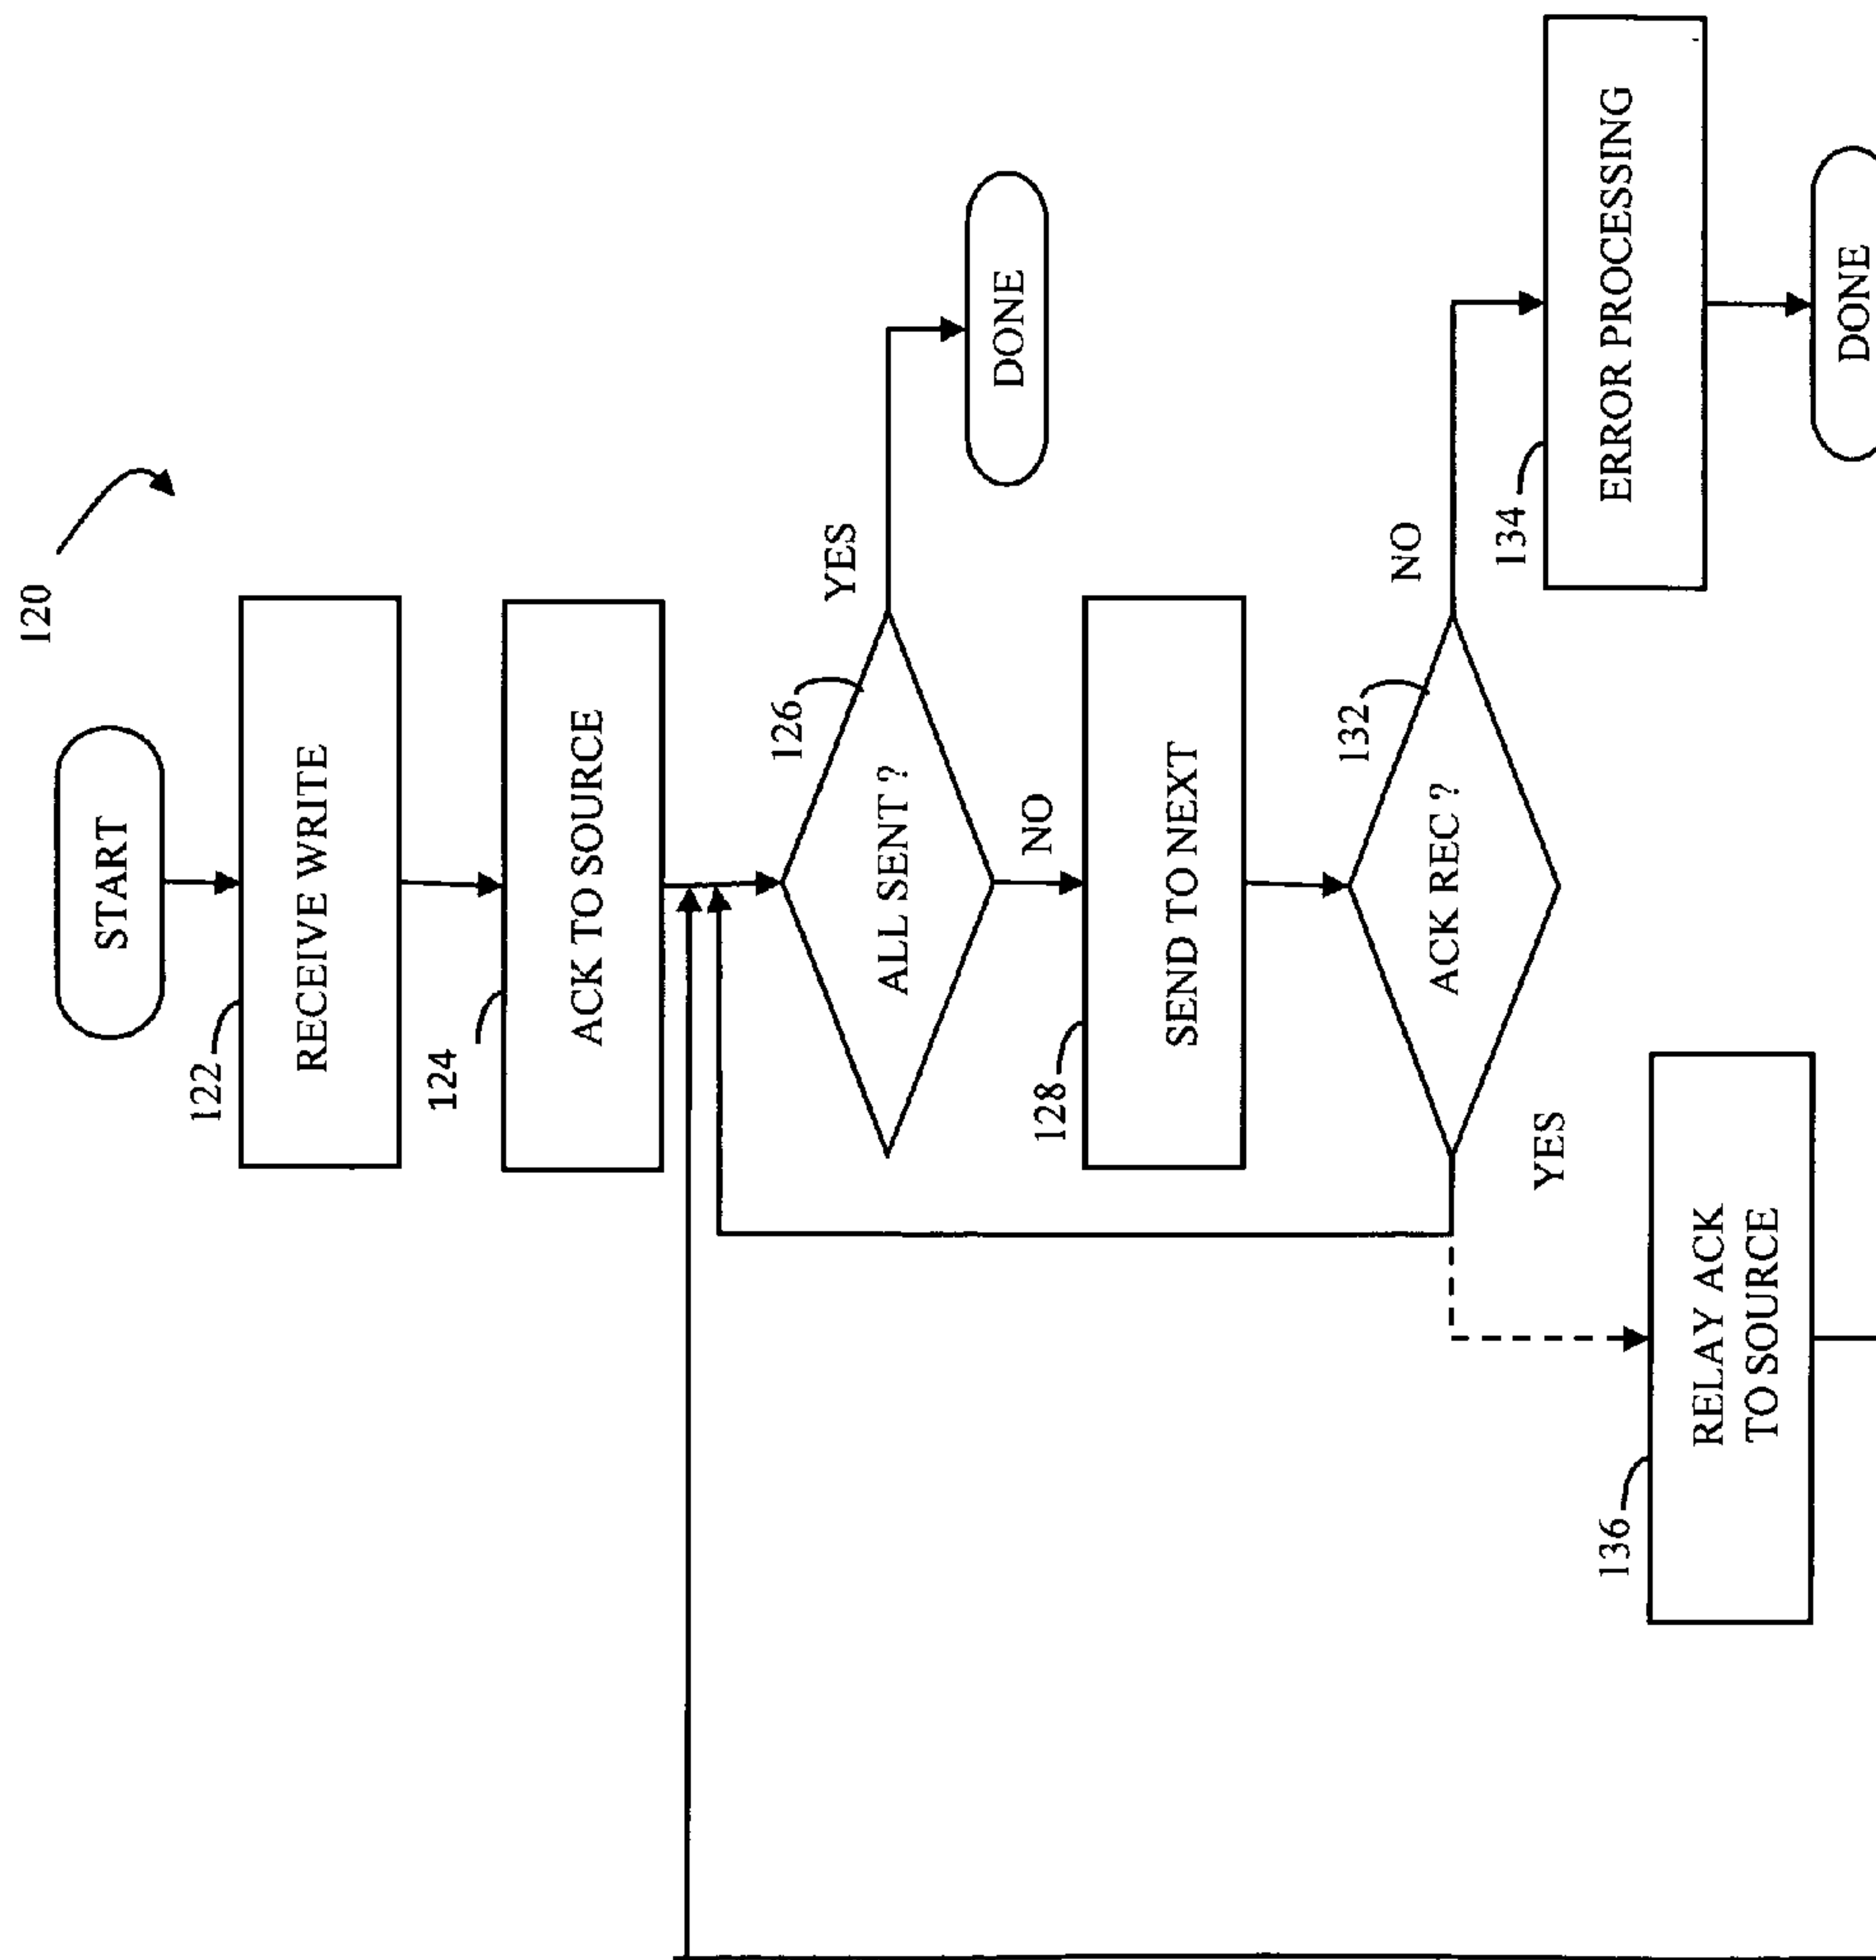 120
START
122
RECEIVE WRITE
124
ACK TO SOURCE
126
ALL SENT ?
YES
DONE
NO
128
SEND TO NEXT
132
ACK REC ?
NO
134
ERROR PROCESSING
DONE
YES
136
RELAY ACK
TO SOURCE